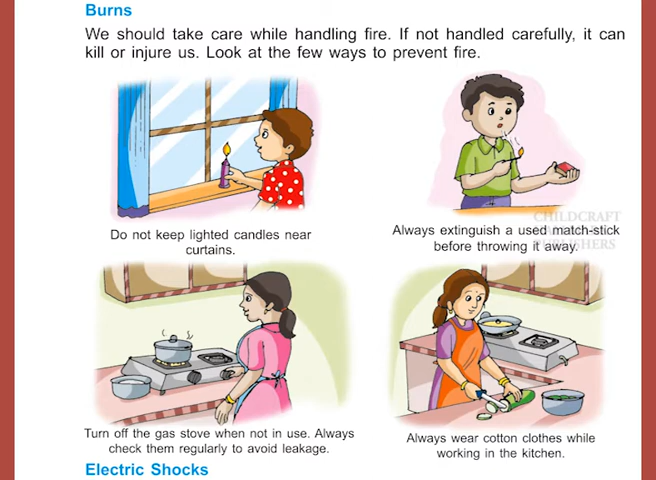 Burns
We should take care while handling fire. If not handled carefully, it can
kill or injure us. Look at the few ways to prevent fire.
Do not keep lighted candles near
curtains.
Always extinguish a used match-stick
before throwing it away.
CHILDCRAFT
PUBLISHERS
Turn off the gas stove when not in use. Always
check them regularly to avoid leakage.
Always wear cotton clothes while
working in the kitchen.
Electric Shocks